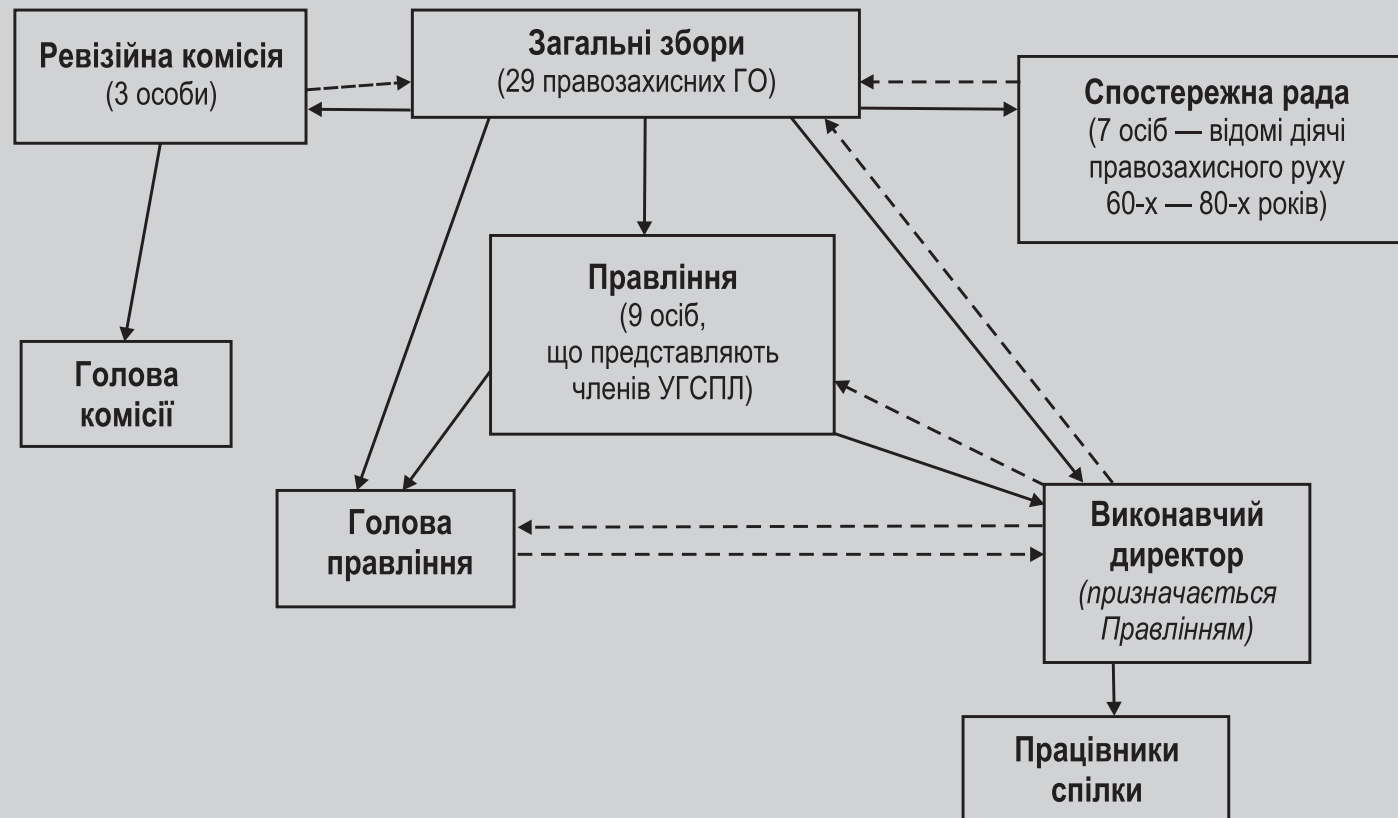 Ревізійна комісія
(3 особи)
Загальні збори
(29 правозахисних ГО)
Спостережна рада
(7 осіб — відомі діячі
правозахисного руху
60-х — 80-х років)
Правління
(9 осіб,
що представляють
членів УГСПЛ)
Голова
комісії
Голова
правління
Виконавчий
директор
(призначається
Правлінням)
Працівники
спілки